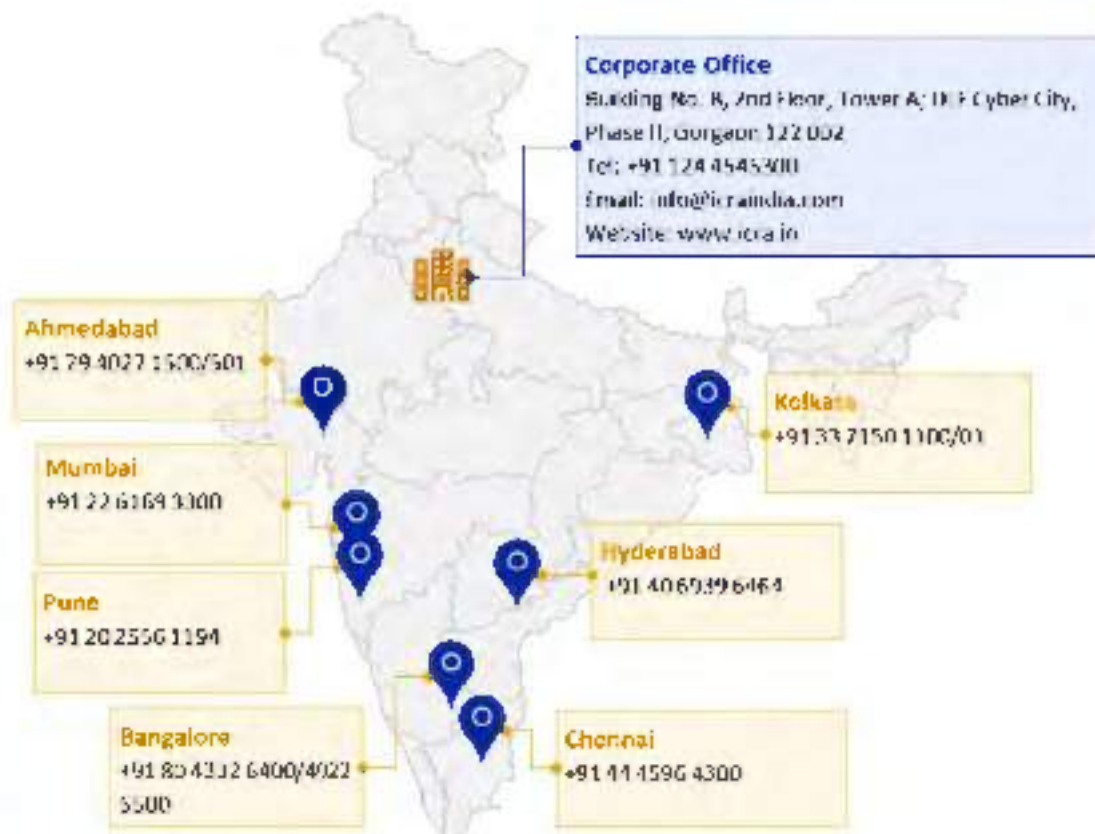 Corporate Office
Building No. 8, 2nd Floor, Tower A; DLF Cyber City,
Phase II, Gurgaon 122 002
Tel: +91 124 4545300
Email: info@icraindia.com
Website: www.icra.in
Ahmedabad
+91 79 4027 1500/501
Kolkata
+91 33 7150 1100/01
Mumbai
+91 22 6169 3300
Hyderabad
+91 40 6939 6464
Pune
+91 20 2556 1194
Bangalore
+91 80 4332 6400/4922
5500
Chennai
+91 44 4596 4300